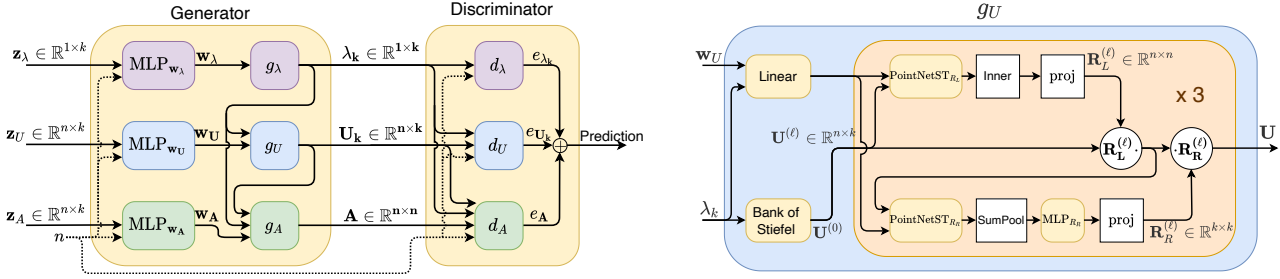 Generator
Discriminator
z_λ ∈ ℝ^{1×k}
MLP_{w_λ}
w_λ
g_λ
λ_k ∈ ℝ^{1×k}
d_λ
e_{λ_k}
z_U ∈ ℝ^{n×k}
MLP_{w_U}
w_U
g_U
U_k ∈ ℝ^{n×k}
d_U
e_{U_k}
Prediction
z_A ∈ ℝ^{n×k}
MLP_{w_A}
w_A
g_A
A ∈ ℝ^{n×n}
d_A
e_A
n
g_U
w_U
Linear
PointNetST_{R_L}
Inner
proj
R_L^{(ℓ)} ∈ ℝ^{n×n}
x 3
U^{(ℓ)} ∈ ℝ^{n×k}
R_L^{(ℓ)} ·
· R_R^{(ℓ)}
U
λ_k
Bank of
Stiefel
U^{(0)}
PointNetST_{R_R}
SumPool
MLP_{R_R}
proj
R_R^{(ℓ)} ∈ ℝ^{k×k}